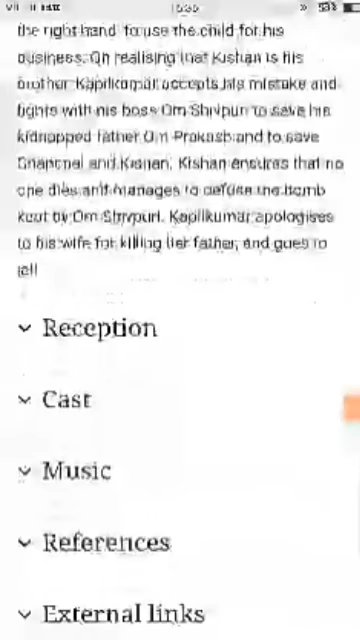 the right hand to use the child for his
business. On realising that Kishan is his
brother Kapilkumar accepts his mistake and
fights with his boss Om Shivpuri to save his
kidnapped father Om Prakash and to save
and Kishan. Kishan ensures that no
one dies and manages to defuse the bomb
kept by Om Shivpuri. Kapilkumar apologises
to his wife for killing her father, and goes to
jail
Reception
Cast
Music
References
External links